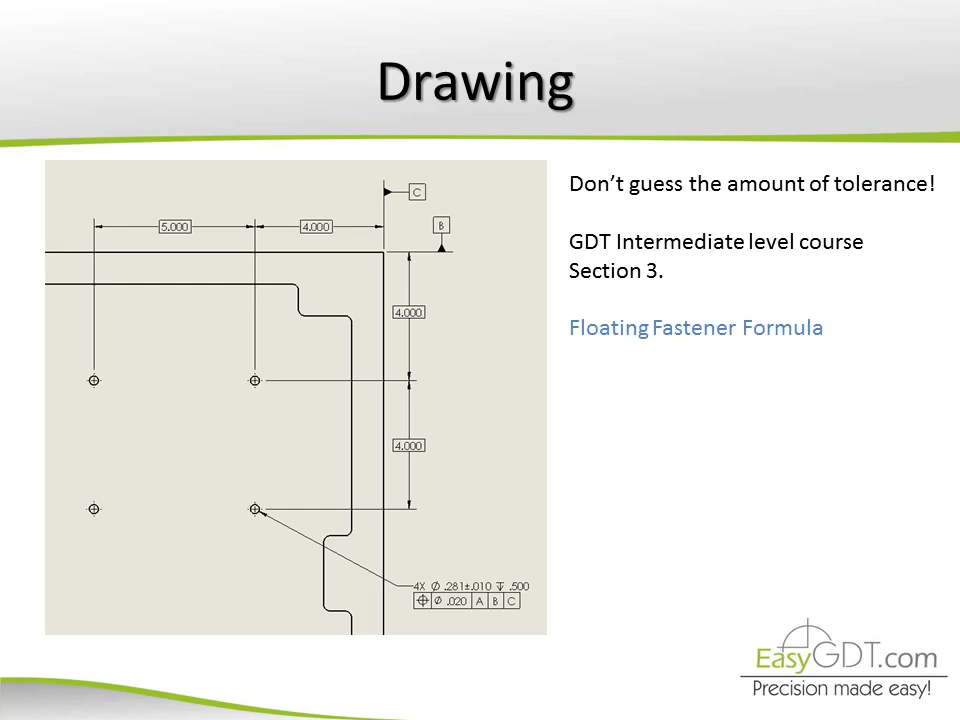 Drawing
C
B
5.000
4.000
4.000
4.000
4X ⌀ .281±.010 ↧ .500
⌖ ⌀ .020 A B C
Don’t guess the amount of tolerance!
GDT Intermediate level course
Section 3.
Floating Fastener Formula
EasyGDT.com
Precision made easy!